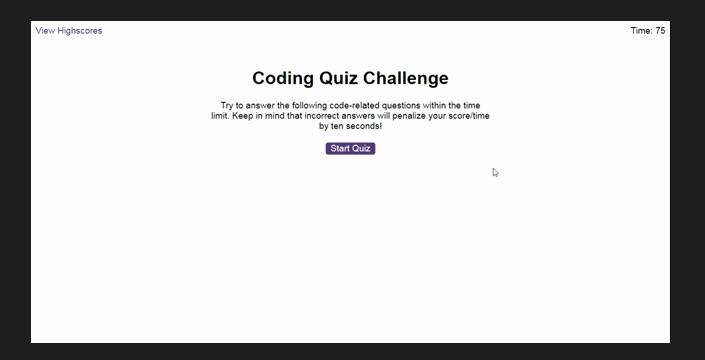 View Highscores
Time: 75
Coding Quiz Challenge
Try to answer the following code-related questions within the time
limit. Keep in mind that incorrect answers will penalize your score/time
by ten seconds!
Start Quiz